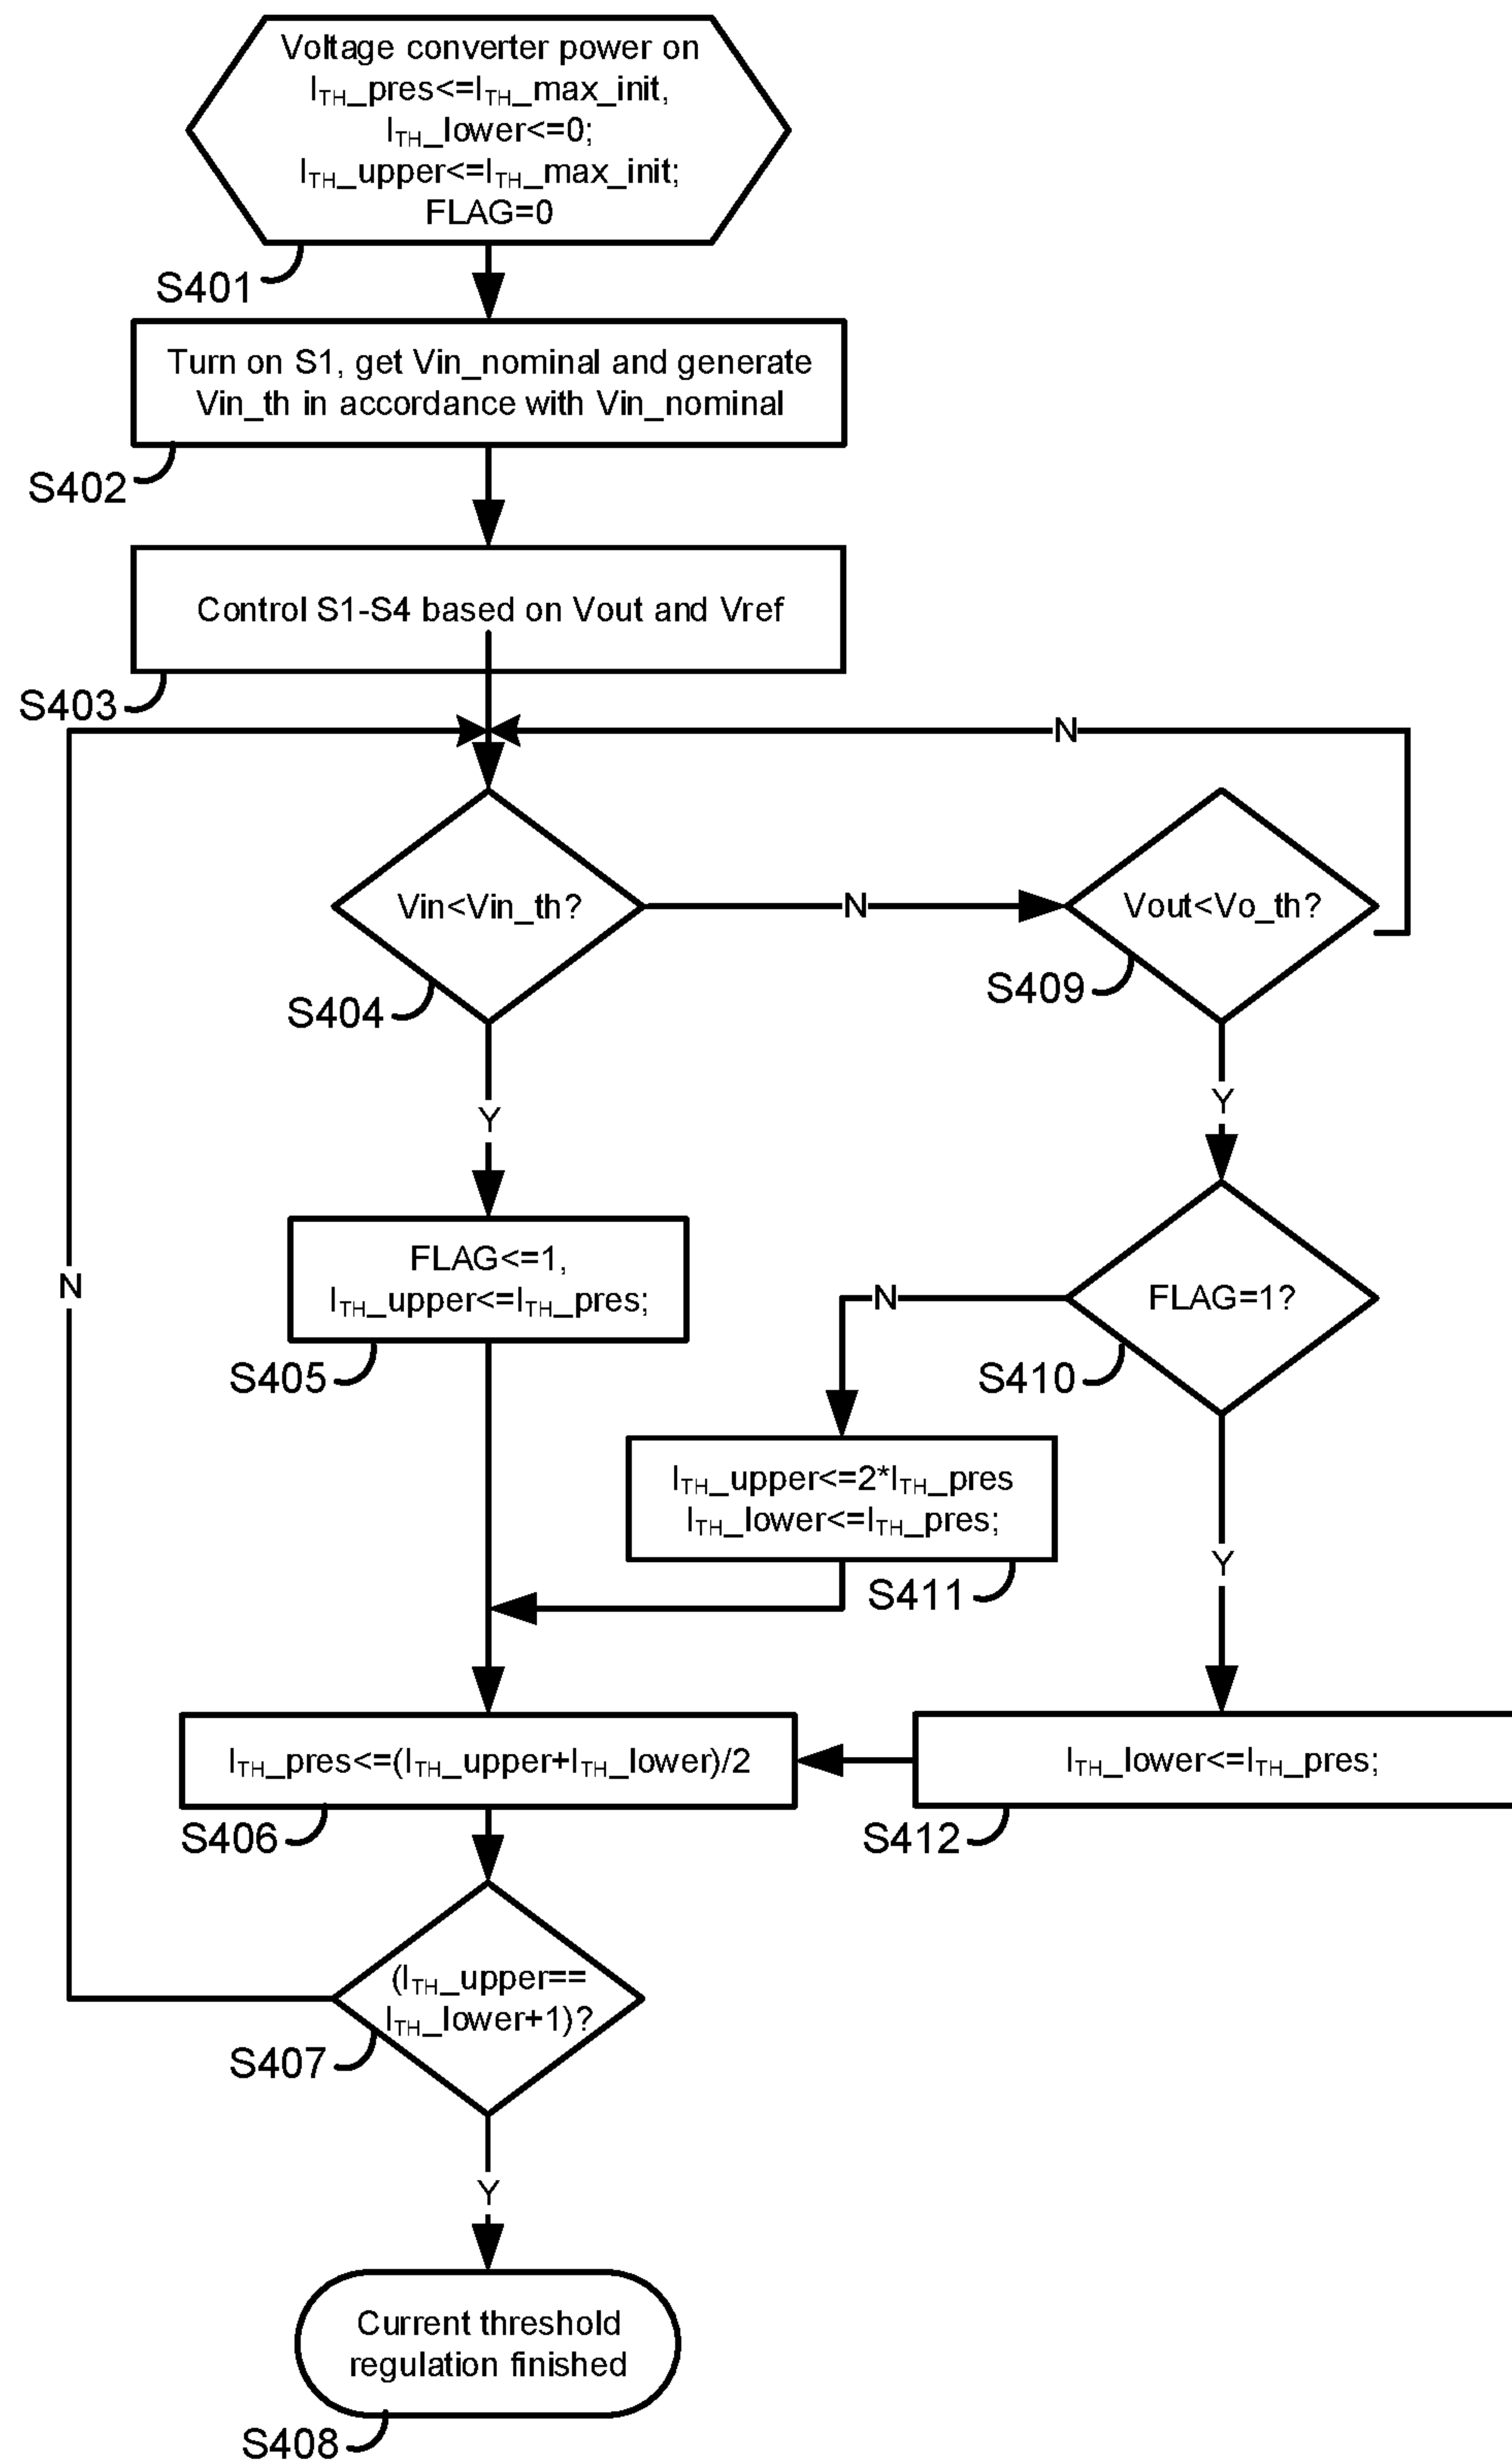 Voltage converter power on
ITH_pres<=ITH_max_init,
ITH_lower<=0;
ITH_upper<=ITH_max_init;
FLAG=0
S401
Turn on S1, get Vin_nominal and generate
Vin_th in accordance with Vin_nominal
S402
Control S1-S4 based on Vout and Vref
S403
N
Vin<Vin_th?
N
Vout<Vo_th?
S404
S409
Y
Y
FLAG<=1,
ITH_upper<=ITH_pres;
S405
N
N
FLAG=1?
S410
ITH_upper<=2*ITH_pres
ITH_lower<=ITH_pres;
S411
Y
ITH_pres<=(ITH_upper+ITH_lower)/2
S406
ITH_lower<=ITH_pres;
S412
(ITH_upper==
ITH_lower+1)?
S407
Y
Current threshold
regulation finished
S408